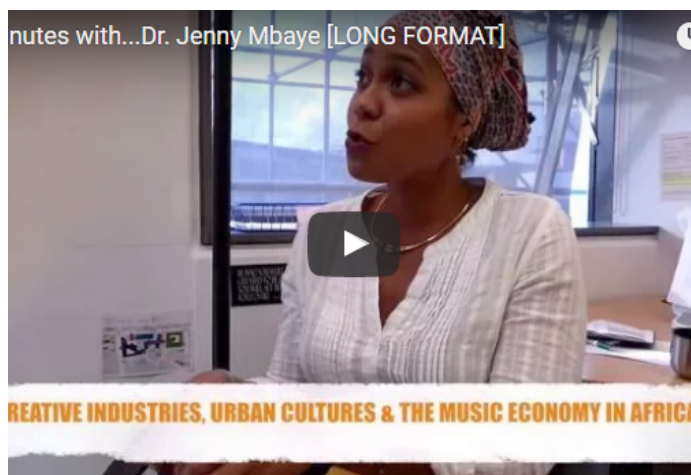 nutes with...Dr. Jenny Mbaye [LONG FORMAT]
REATIVE INDUSTRIES, URBAN CULTURES & THE MUSIC ECONOMY IN AFRICA